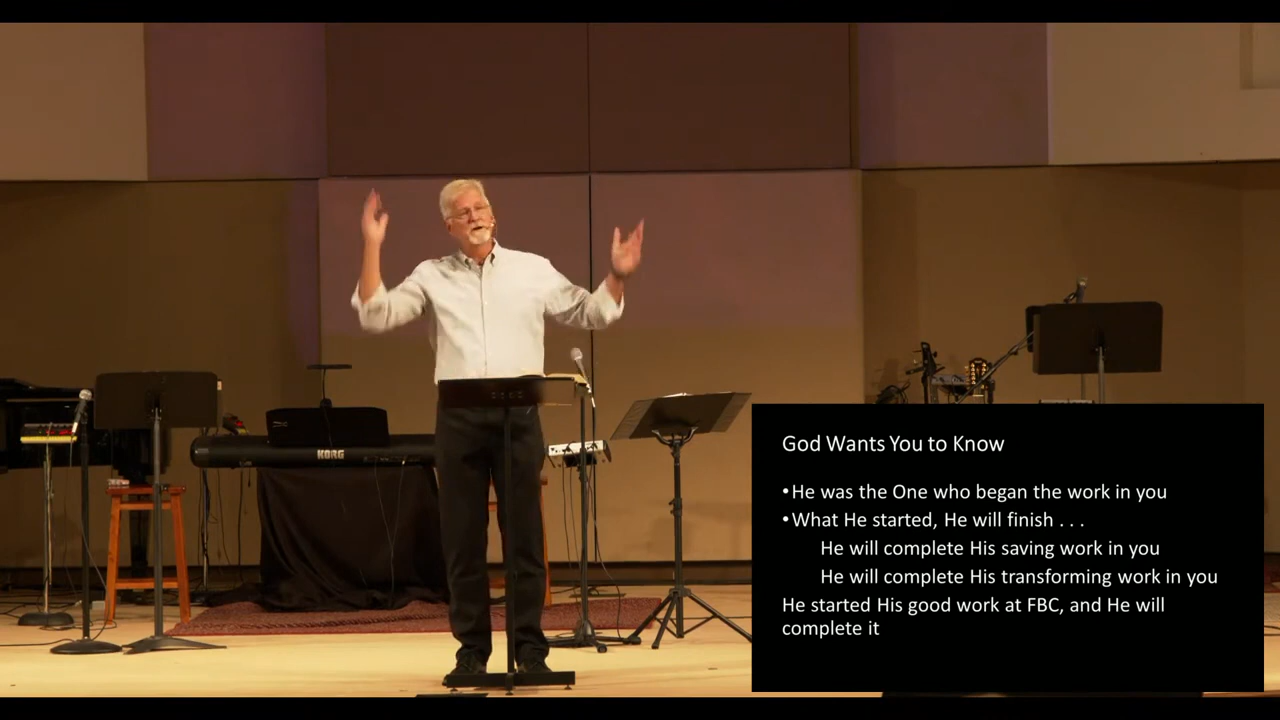 KORG
God Wants You to Know
•He was the One who began the work in you
•What He started, He will finish . . .
He will complete His saving work in you
He will complete His transforming work in you
He started His good work at FBC, and He will
complete it